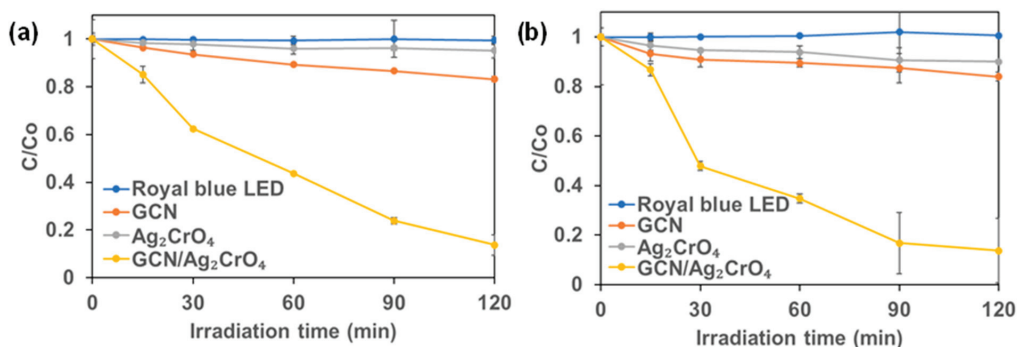 (a)
1
0.8
0.6
0.4
0.2
0
C/Co
Royal blue LED
GCN
Ag₂CrO₄
GCN/Ag₂CrO₄
0 30 60 90 120
Irradiation time (min)
(b)
1
0.8
0.6
0.4
0.2
0
C/Co
Royal blue LED
GCN
Ag₂CrO₄
GCN/Ag₂CrO₄
0 30 60 90 120
Irradiation time (min)